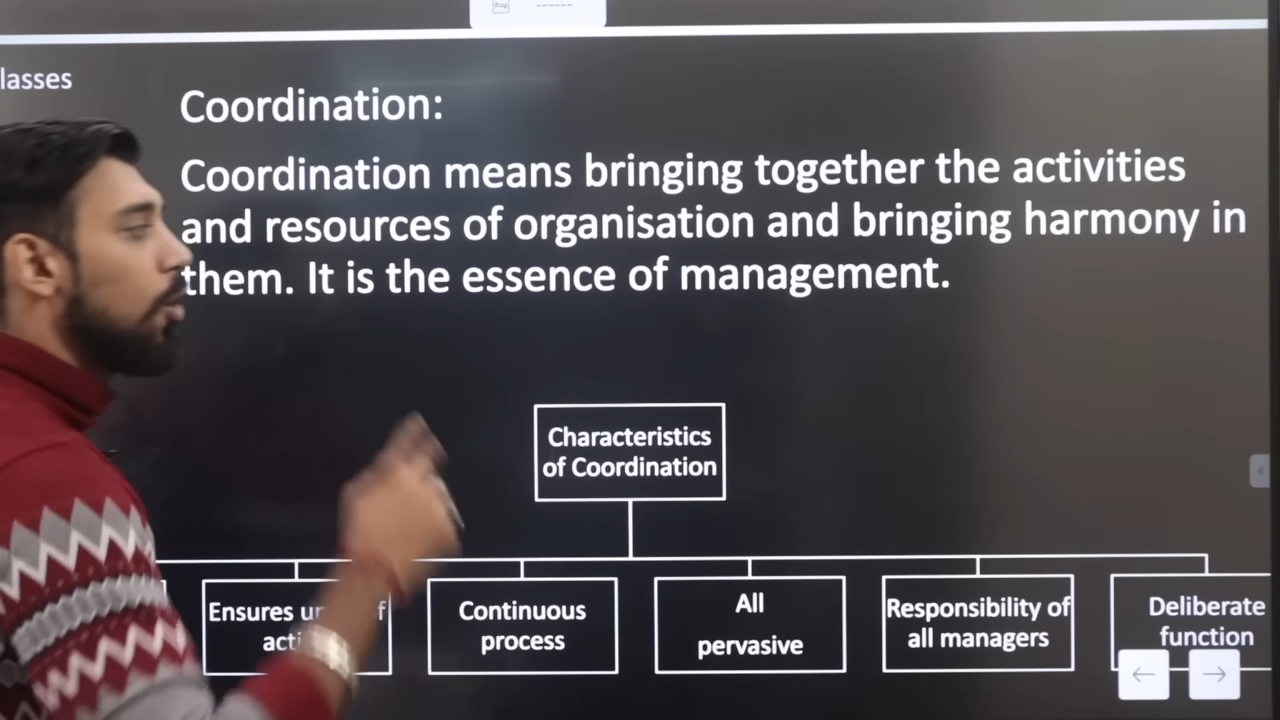 lasses
Coordination:
Coordination means bringing together the activities
and resources of organisation and bringing harmony in
them. It is the essence of management.
Characteristics
of Coordination
Ensures
Continuous
process
All
pervasive
Responsibility of
all managers
Deliberate
function